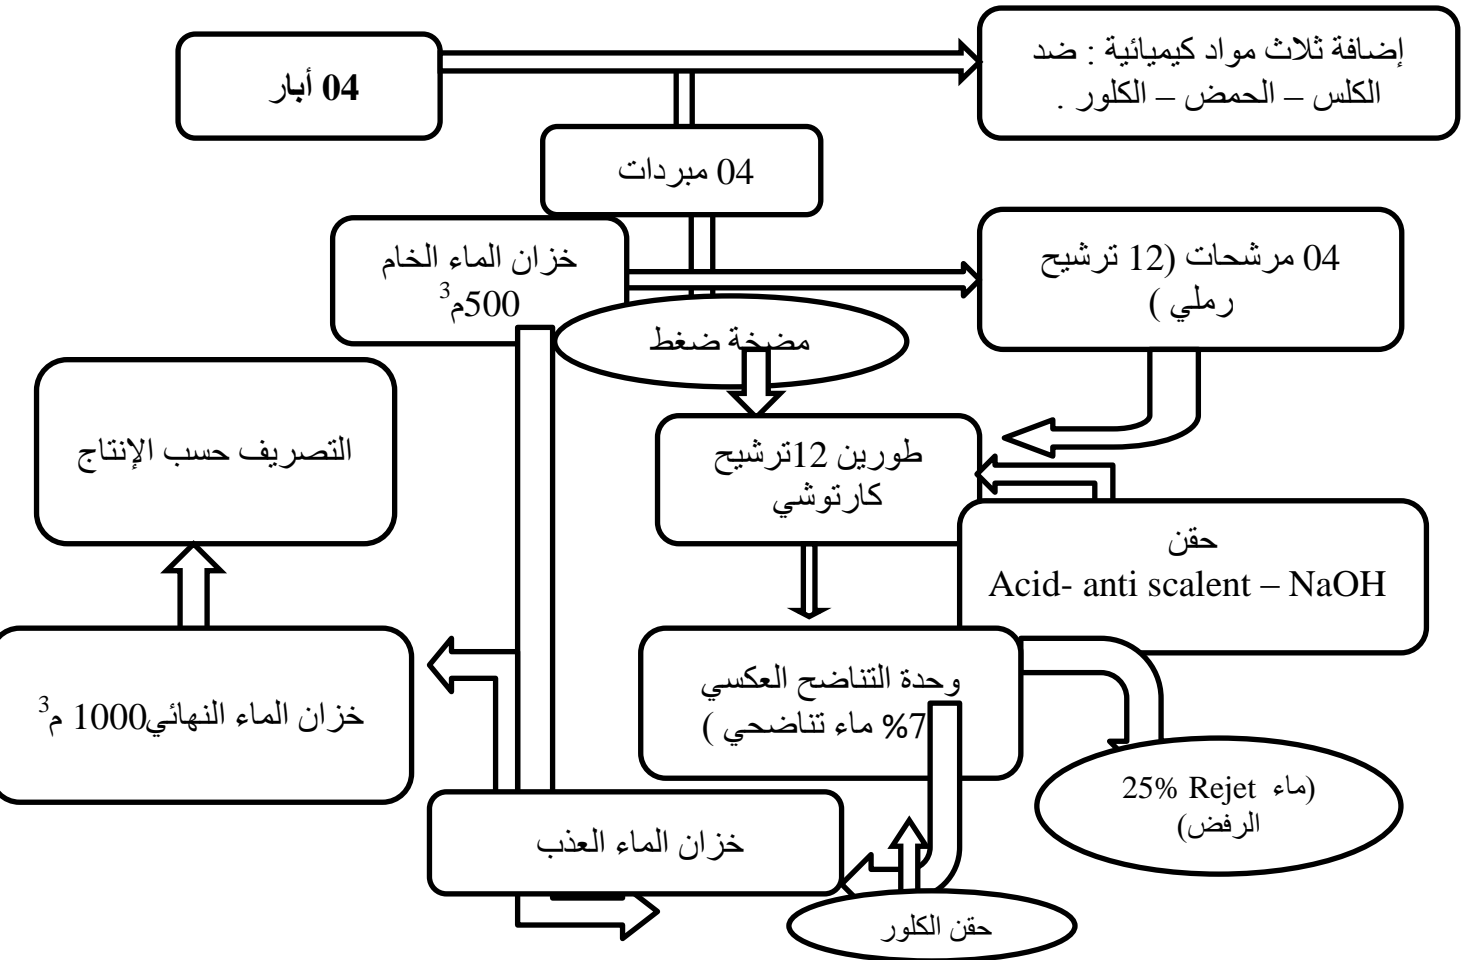 04 أبار
إضافة ثلاث مواد كيميائية : ضد
الكلس – الحمض – الكلور .
04 مبردات
خزان الماء الخام
500م3
04 مرشحات (12 ترشيح
رملي )
مضخة ضغط
التصريف حسب الإنتاج
طورين 12ترشيح
كارتوشي
حقن
Acid- anti scalent – NaOH
وحدة التناضح العكسي
7% ماء تناضحي )
خزان الماء النهائي1000 م3
25% Rejet (ماء
الرفض)
خزان الماء العذب
حقن الكلور